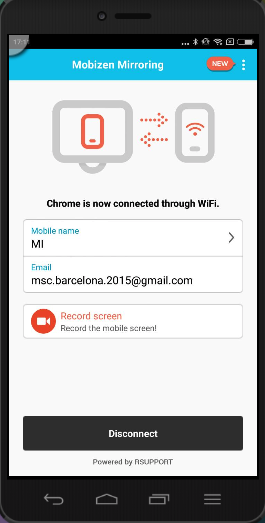 17:11
Mobizen Mirroring
NEW
Chrome is now connected through WiFi.
Mobile name
MI
Email
msc.barcelona.2015@gmail.com
Record screen
Record the mobile screen!
Disconnect
Powered by RSUPPORT